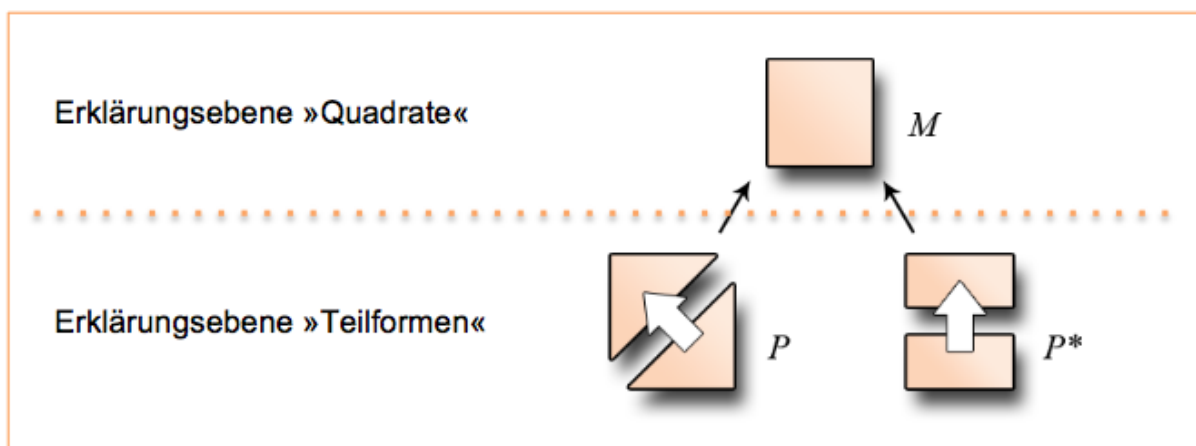 Erklärungsebene »Quadrate«
M
Erklärungsebene »Teilformen«
P
P*